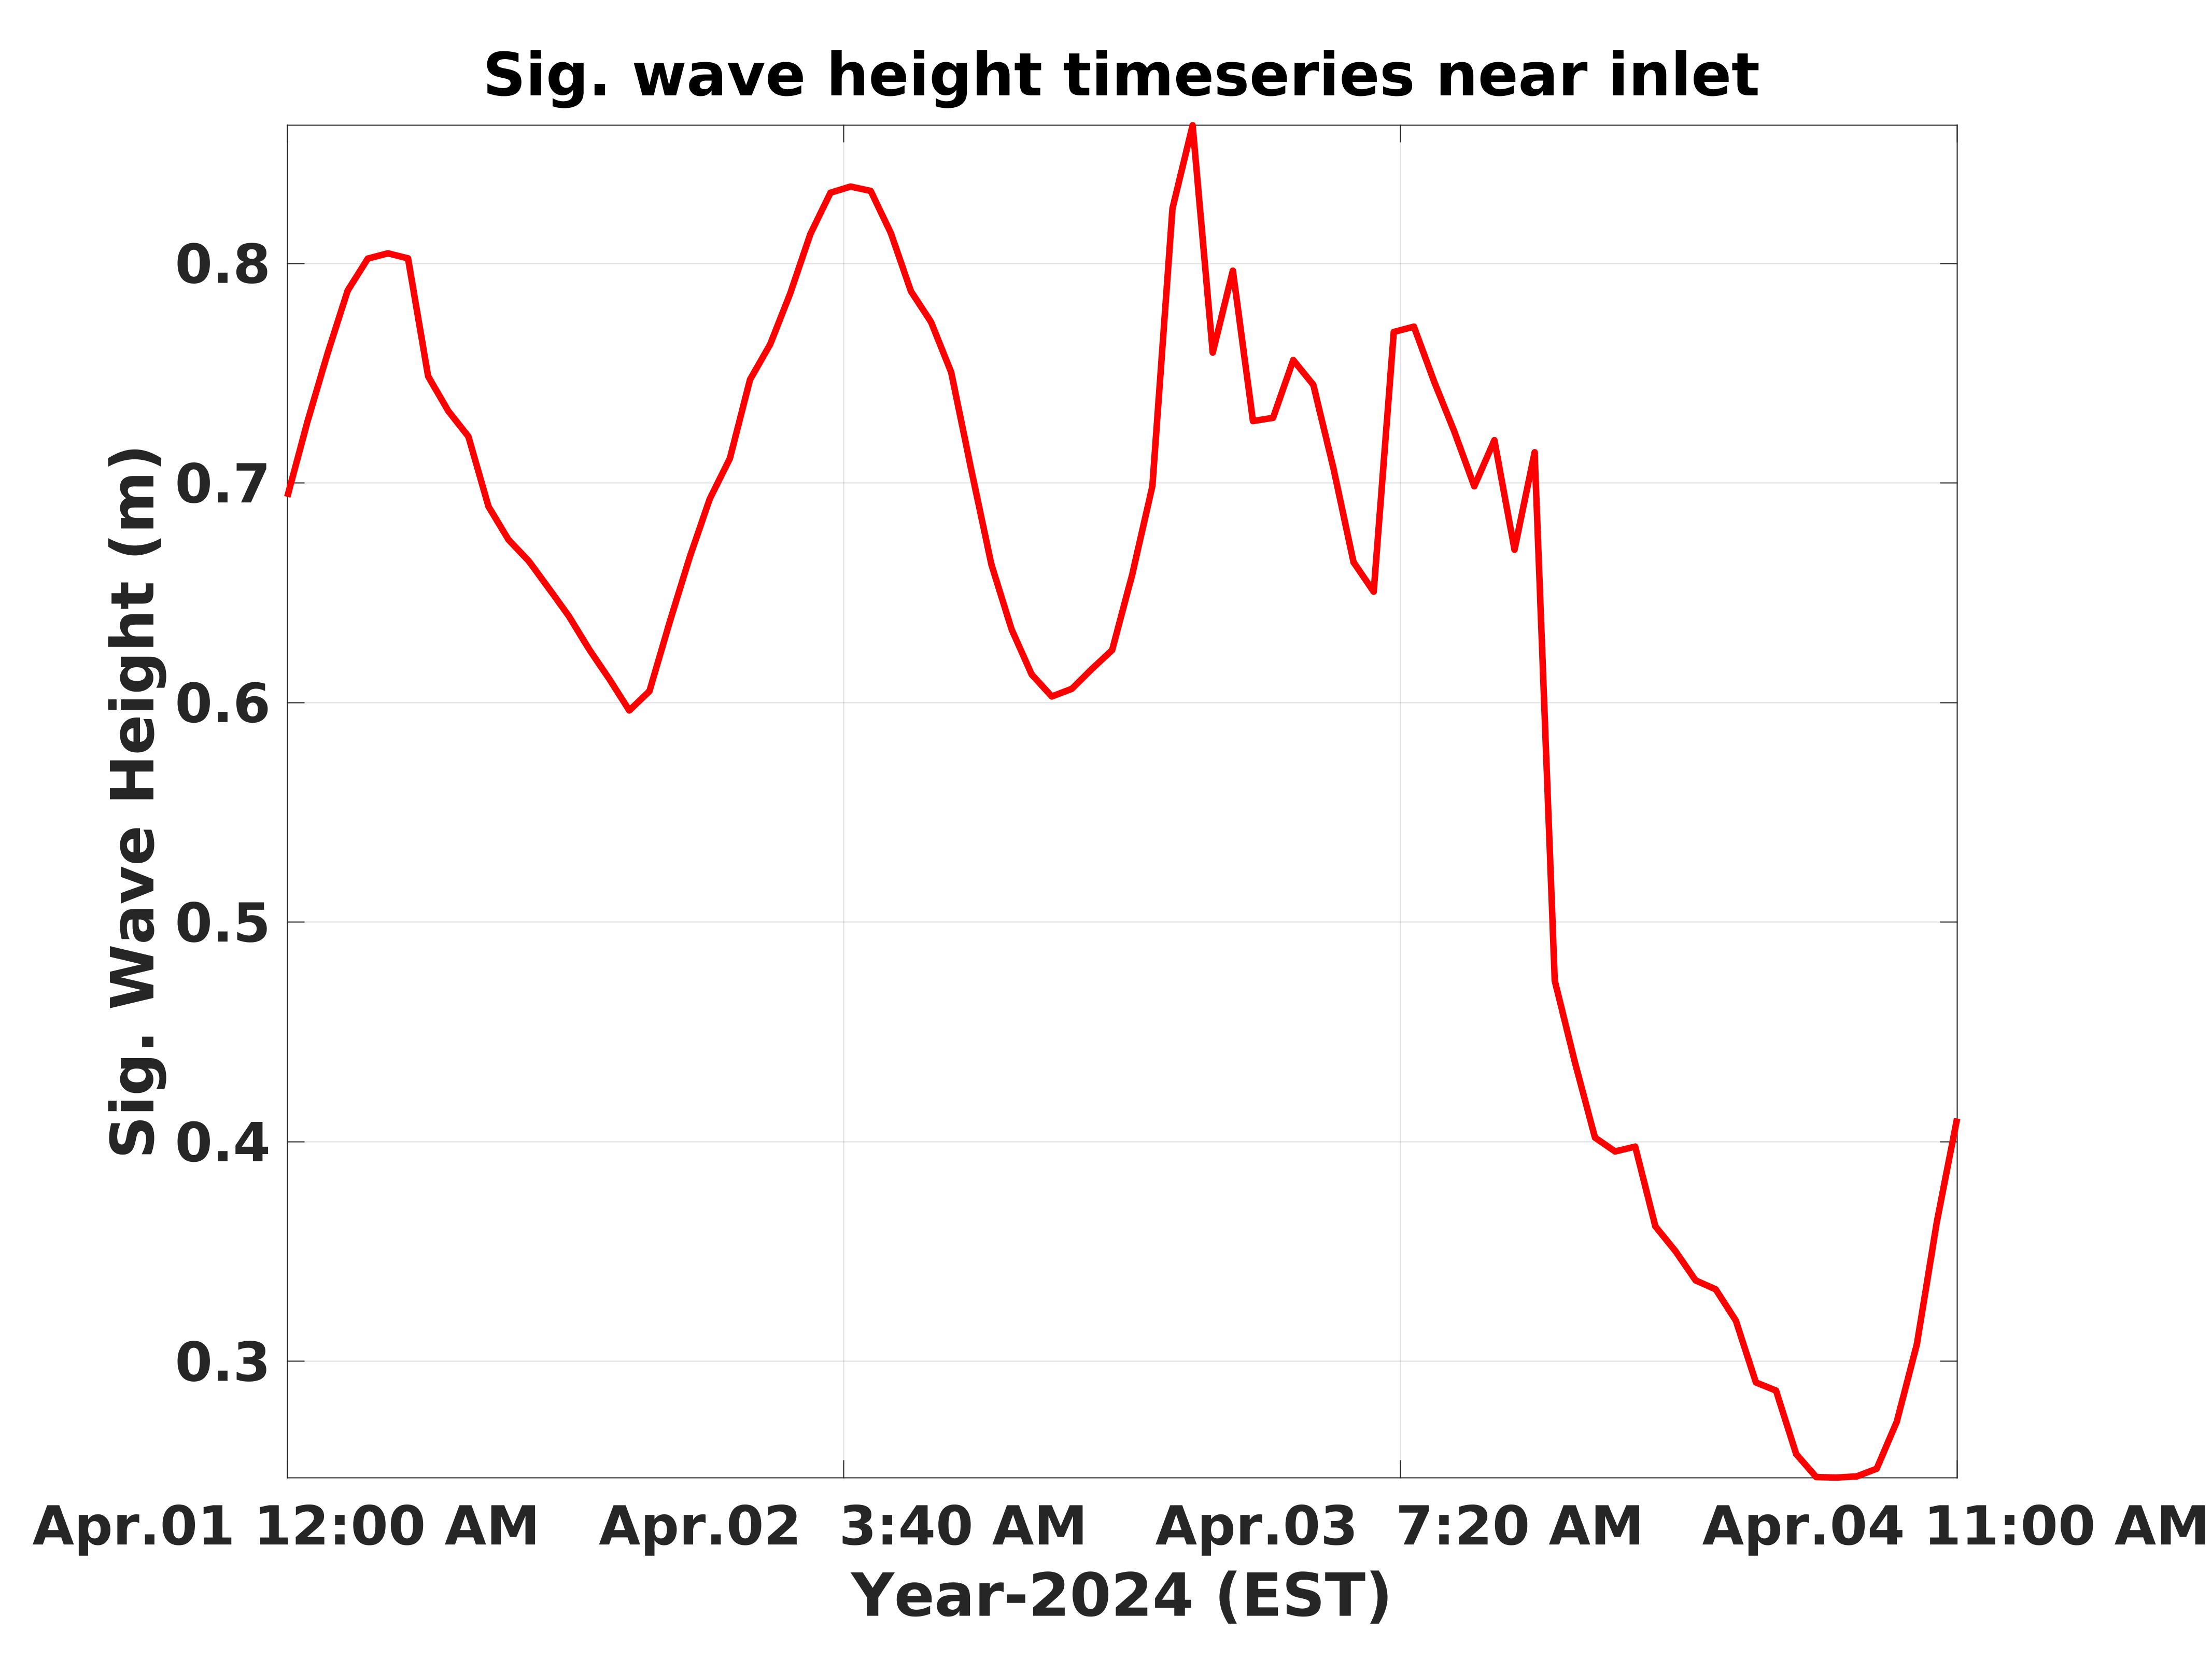 Sig. wave height timeseries near inlet
Sig. Wave Height (m)
0.8
0.7
0.6
0.5
0.4
0.3
Apr.01 12:00 AM Apr.02 3:40 AM Apr.03 7:20 AM Apr.04 11:00 AM
Year-2024 (EST)